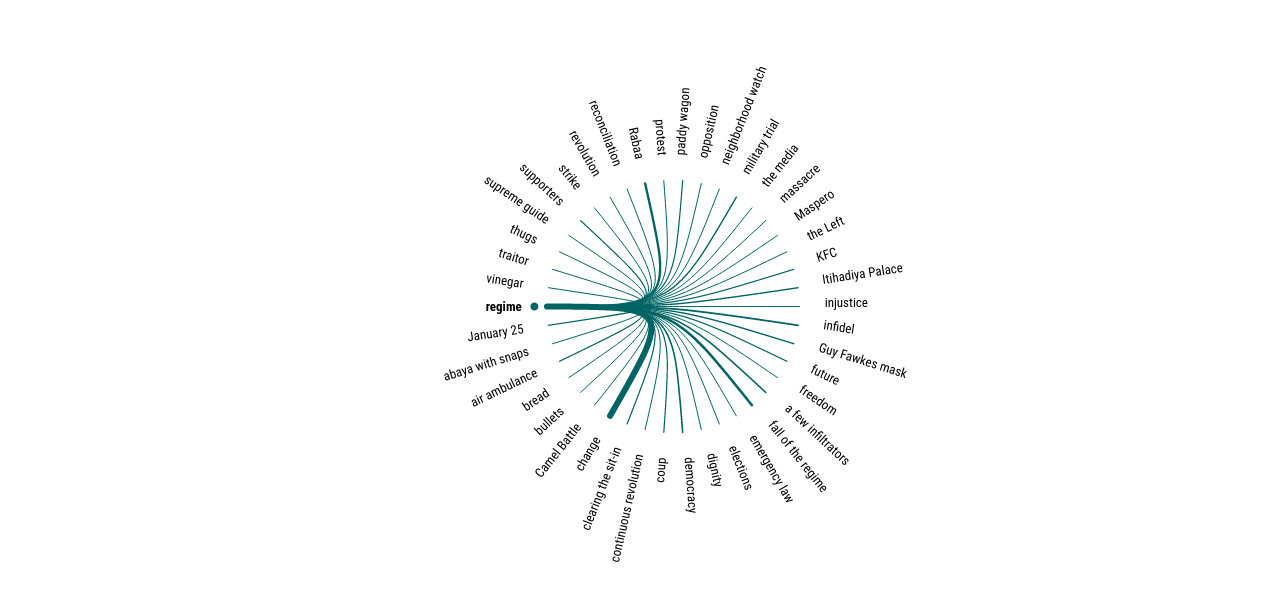 regime
vinegar
traitor
thugs
supreme guide
supporters
strike
revolution
reconciliation
Rabaa
protest
paddy wagon
opposition
neighborhood watch
military trial
the media
massacre
Maspero
the Left
KFC
Itihadiya Palace
injustice
infidel
Guy Fawkes mask
future
freedom
a few infiltrators
fall of the regime
emergency law
elections
dignity
democracy
coup
continuous revolution
clearing the sit-in
change
Camel Battle
bullets
bread
air ambulance
abaya with snaps
January 25